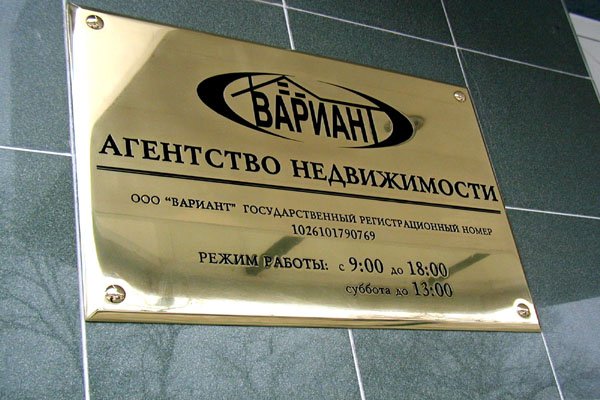 ВАРИАНТ
АГЕНТСТВО НЕДВИЖИМОСТИ
ООО "ВАРИАНТ" ГОСУДАРСТВЕННЫЙ РЕГИСТРАЦИОННЫЙ НОМЕР
1026101790769
РЕЖИМ РАБОТЫ: с 9:00 до 18:00
суббота до 13:00